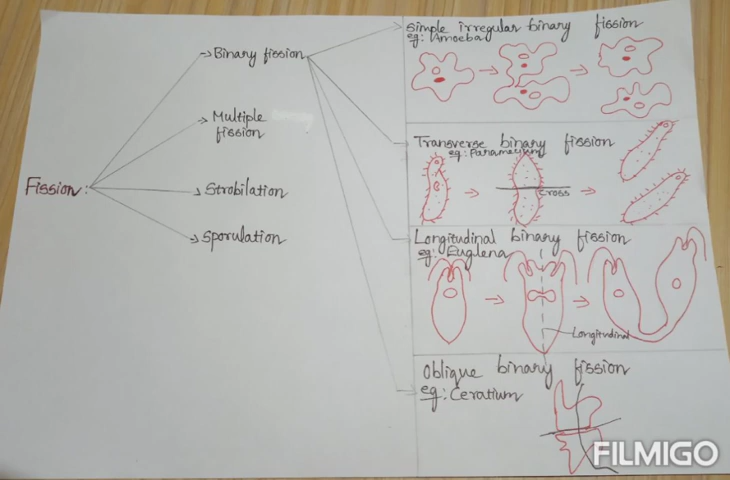 Fission:
Binary fission
Multiple
fission
Strobilation
Sporulation
Simple irregular binary fission
eg: Amoeba
Transverse binary fission
eg: Paramecium
cross
Longitudinal binary fission
eg: Euglena
Longitudinal
Oblique binary fission
eg: Ceratium
FILMIGO